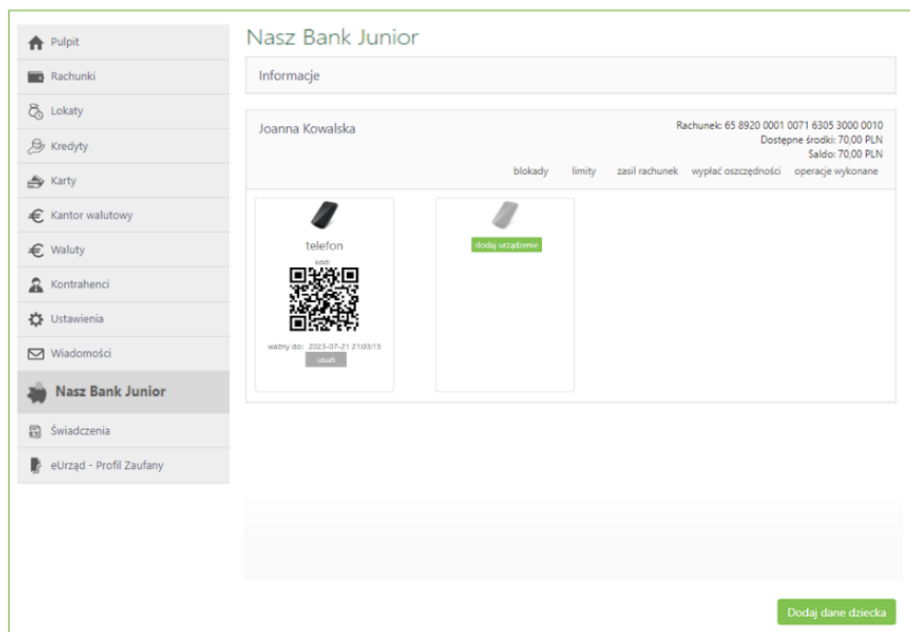 Pulpit
Rachunki
Lokaty
Kredyty
Karty
Kantor walutowy
Waluty
Kontrahenci
Ustawienia
Wiadomości
Nasz Bank Junior
Świadczenia
eUrząd - Profil Zaufany
Nasz Bank Junior
Informacje
Joanna Kowalska
Rachunek: 65 8920 0001 0071 6305 3000 0010
Dostępne środki: 70,00 PLN
Saldo: 70,00 PLN
blokady limity zasil rachunek wypłać oszczędności operacje wykonane
telefon
kod:
ważny do: 2023-07-21 21:03:13
usuń
dodaj urządzenie
Dodaj dane dziecka